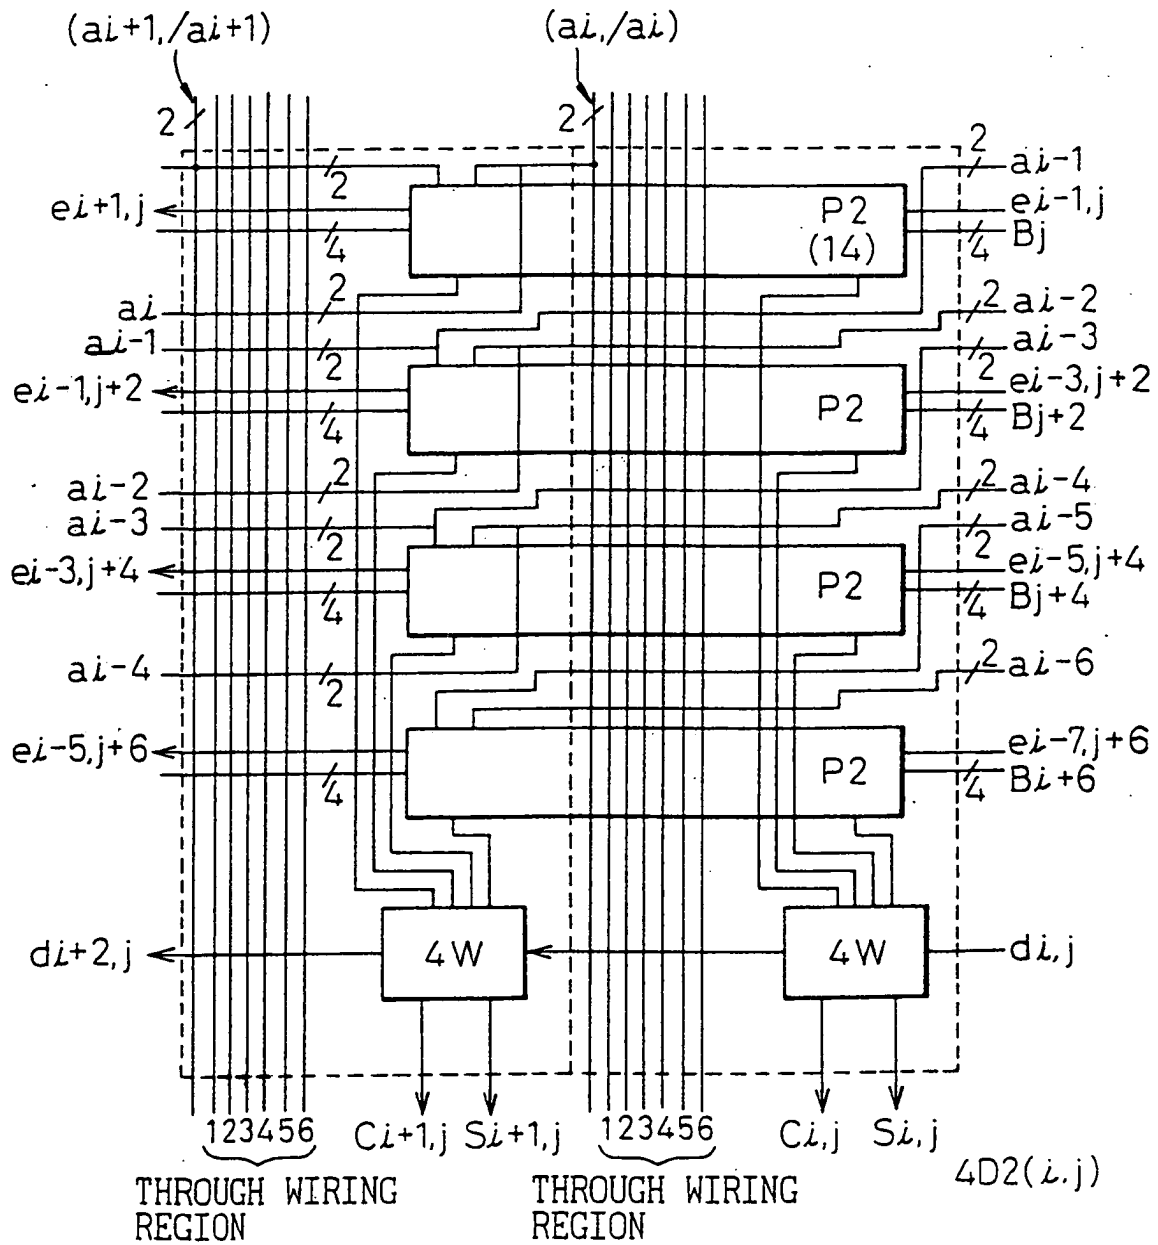 (ai+1,/ai+1)
(ai,/ai)
2
2
2
ai-1
2
ei+1,j
P2
(14)
ei-1,j
Bj
4
4
ai
2
2
ai-2
ai-1
2
ai-3
2
ei-1,j+2
P2
ei-3,j+2
Bj+2
4
4
ai-2
2
2
ai-4
ai-3
2
ai-5
2
ei-3,j+4
P2
ei-5,j+4
Bj+4
4
4
ai-4
2
2
ai-6
ei-5,j+6
P2
ei-7,j+6
Bi+6
4
4
di+2,j
4W
4W
di,j
123456
Ci+1,j
Si+1,j
123456
Ci,j
Si,j
THROUGH WIRING
REGION
THROUGH WIRING
REGION
4D2(i.j)